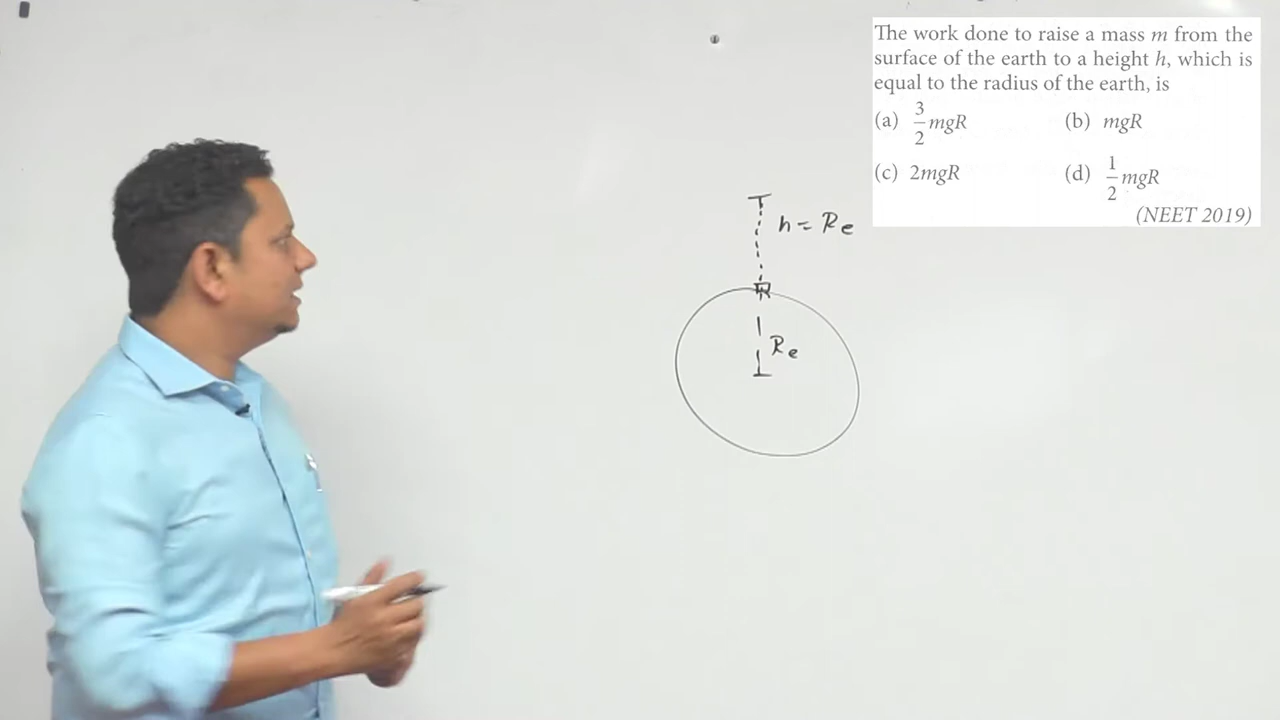 The work done to raise a mass m from the
surface of the earth to a height h, which is
equal to the radius of the earth, is
(a) 3/2 mgR (b) mgR
(c) 2mgR (d) 1/2 mgR
(NEET 2019)
h = Re
Re